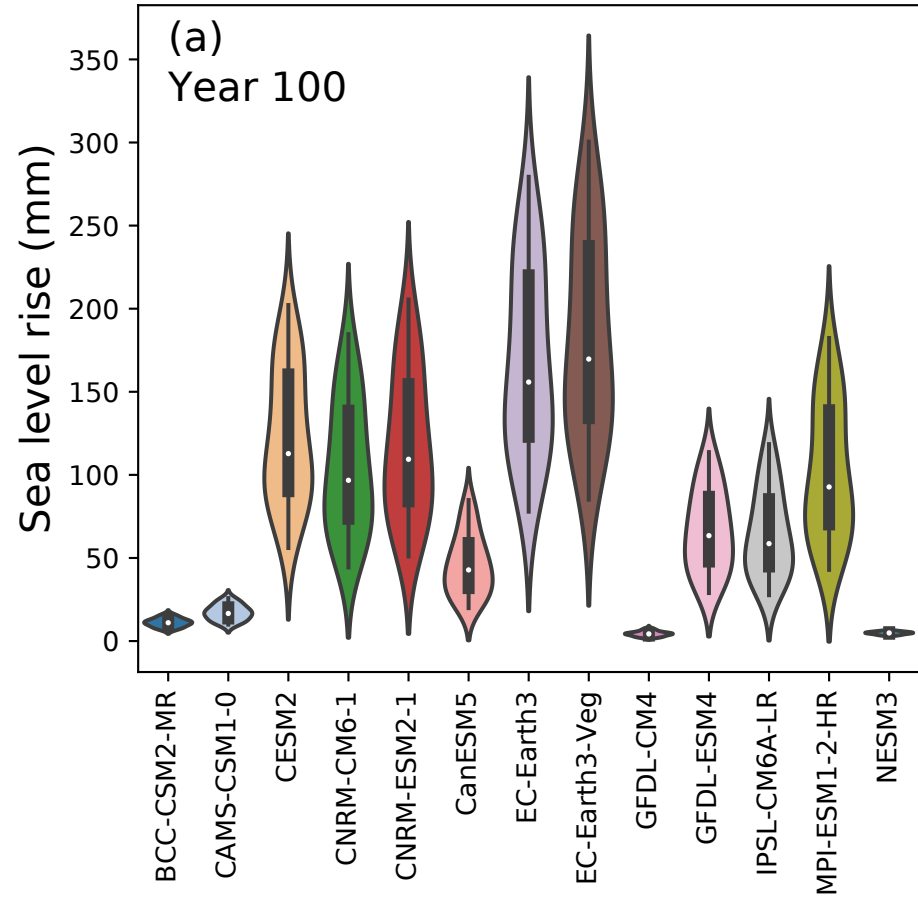 (a)
Year 100
Sea level rise (mm)
350
300
250
200
150
100
50
0
BCC-CSM2-MR
CAMS-CSM1-0
CESM2
CNRM-CM6-1
CNRM-ESM2-1
CanESM5
EC-Earth3
EC-Earth3-Veg
GFDL-CM4
GFDL-ESM4
IPSL-CM6A-LR
MPI-ESM1-2-HR
NESM3